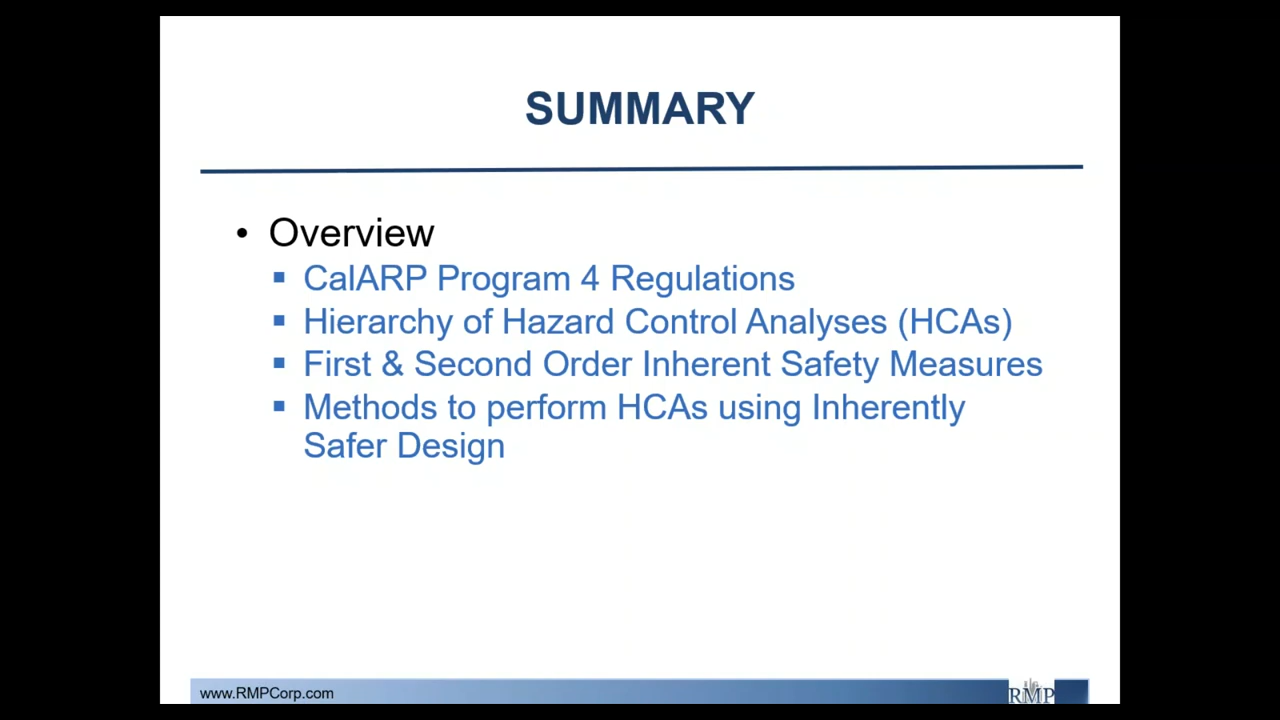 SUMMARY
• Overview
▪ CalARP Program 4 Regulations
▪ Hierarchy of Hazard Control Analyses (HCAs)
▪ First & Second Order Inherent Safety Measures
▪ Methods to perform HCAs using Inherently
Safer Design
www.RMPCorp.com
RMP